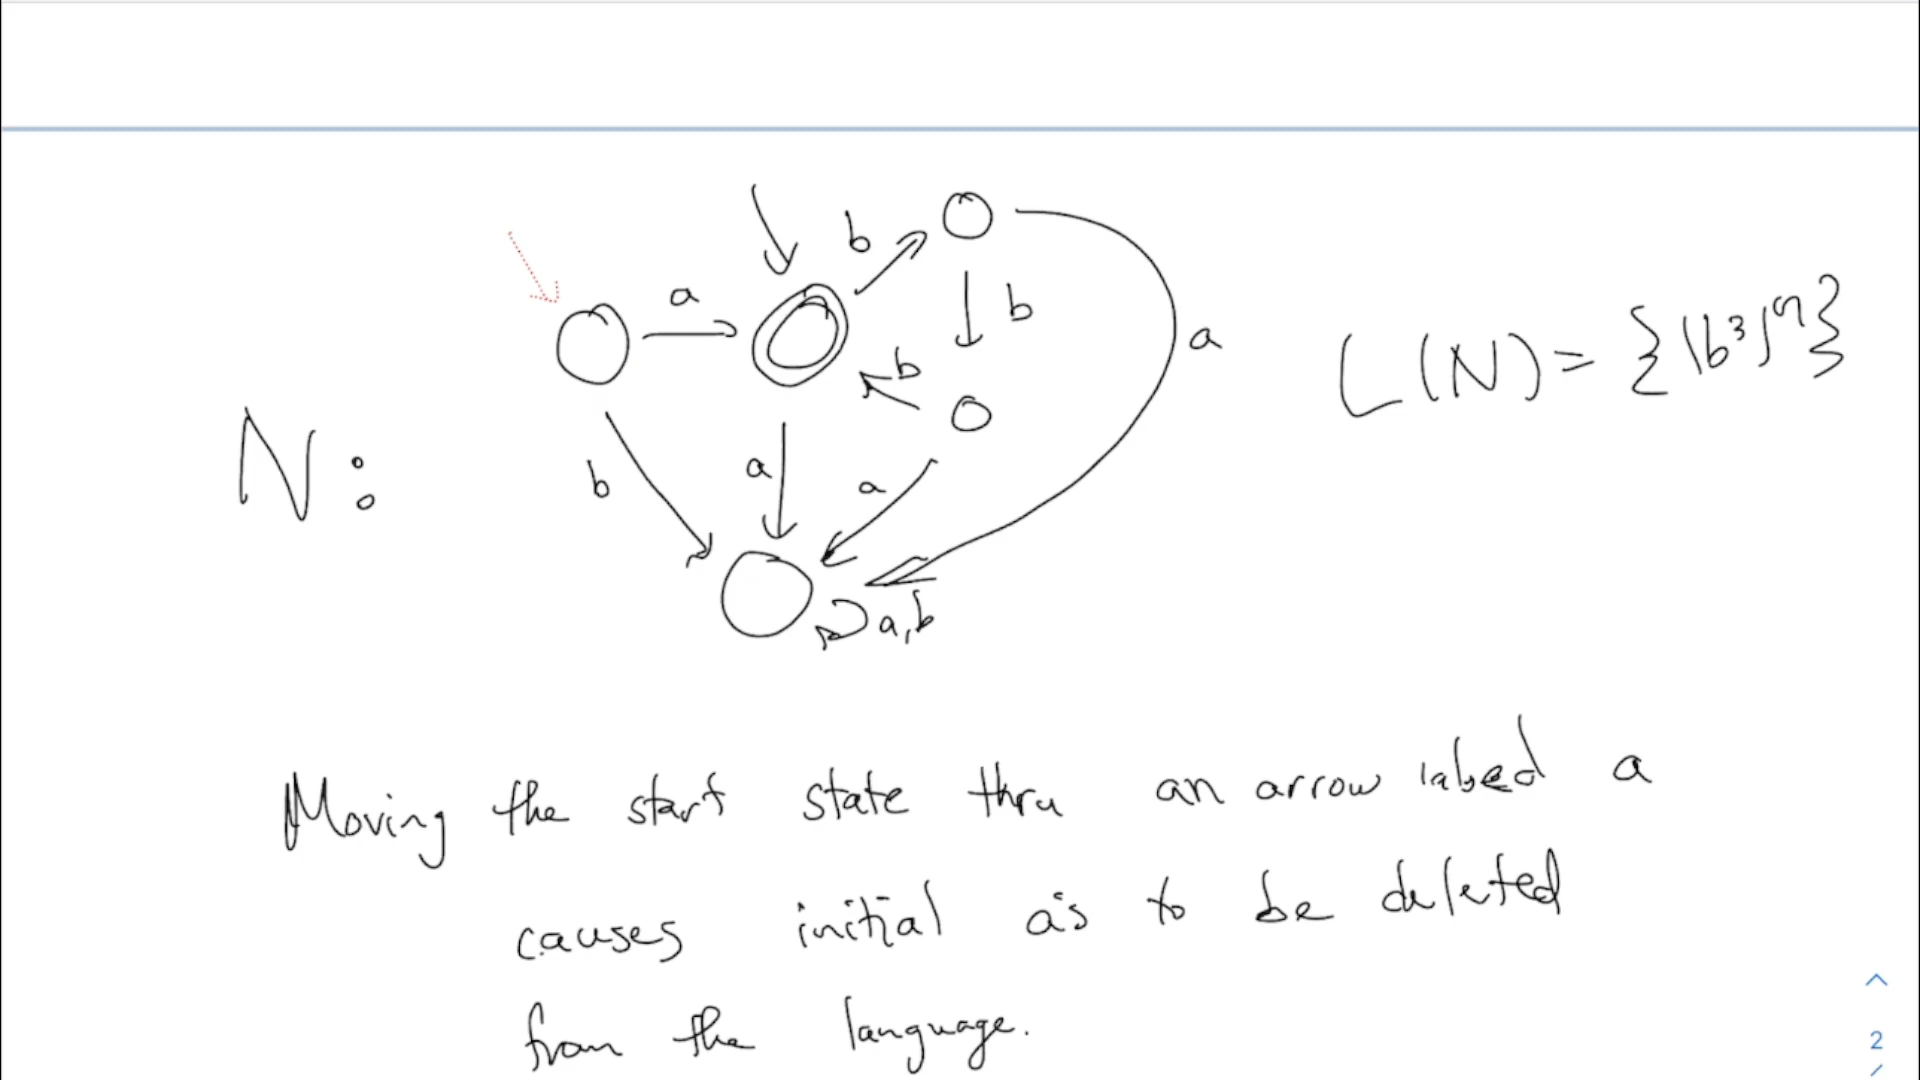 b
a
b
a
b
L(N) = {(b³)ⁿ}
N:
b
a
a
a,b
Moving the start state thru an arrow labeled a
causes initial a's to be deleted
from the language.
2